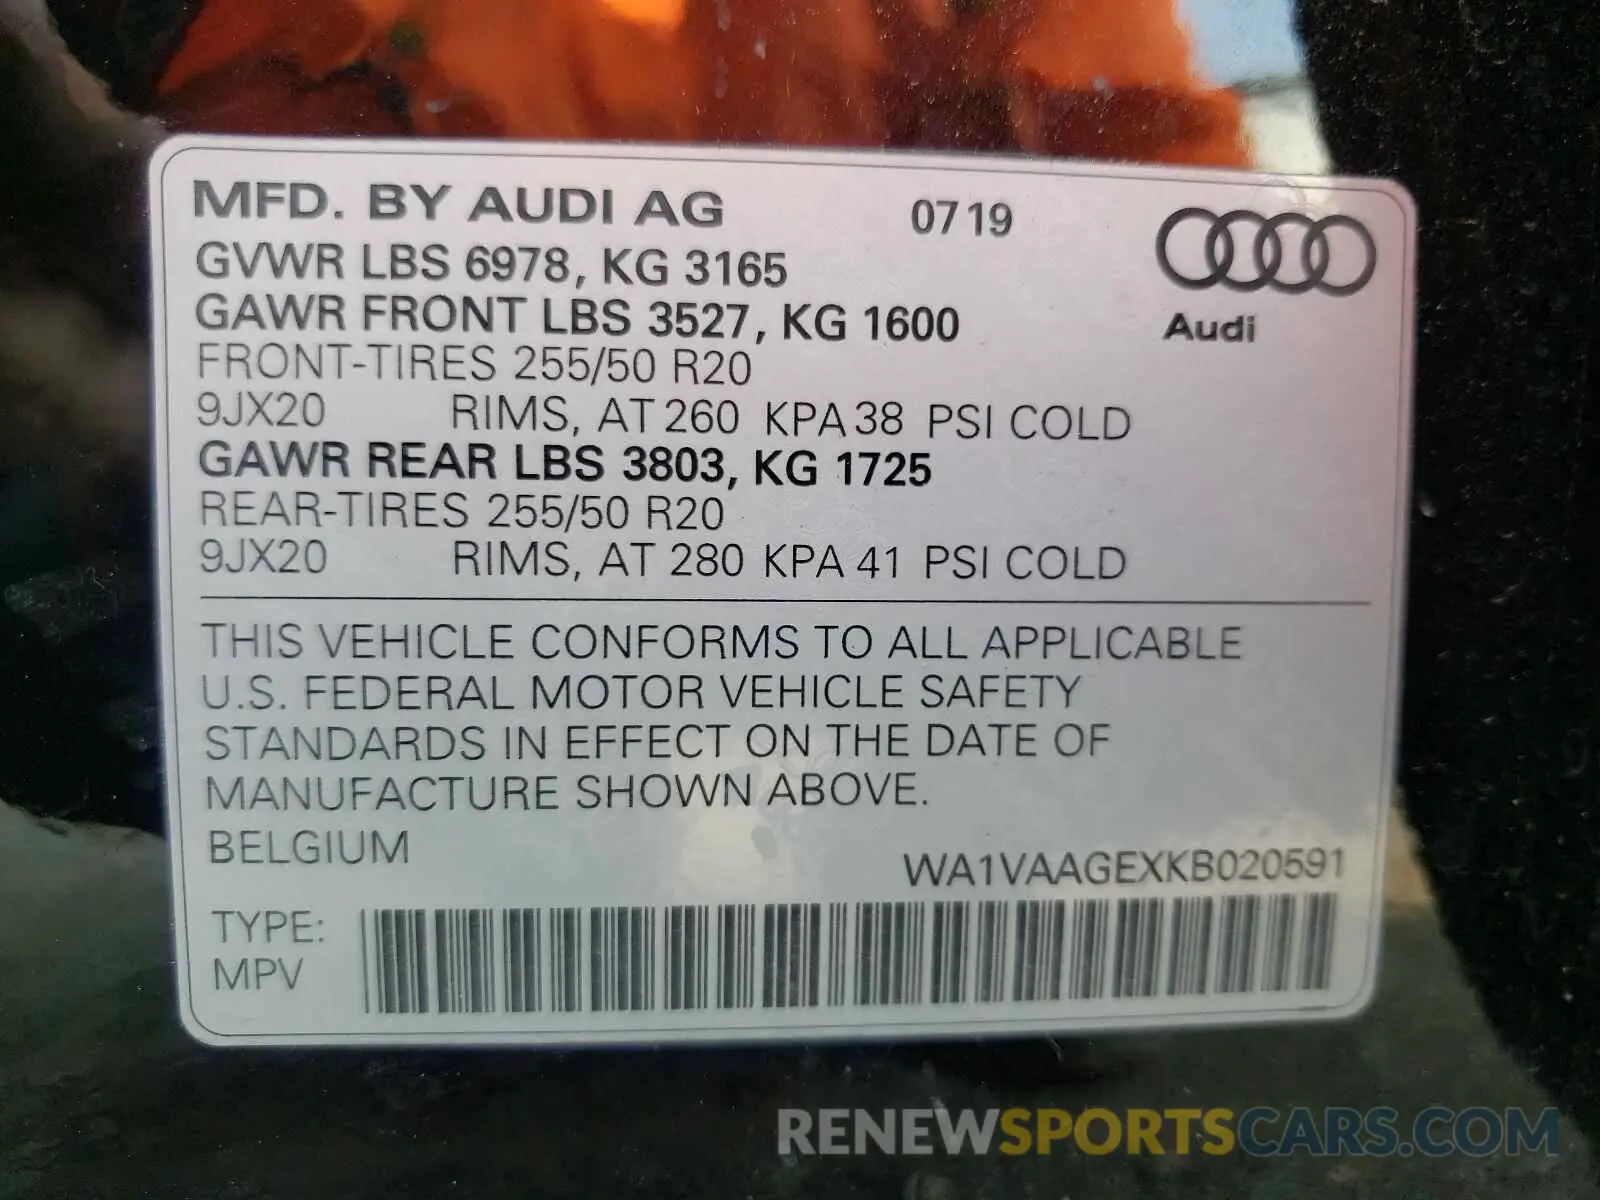 MFD. BY AUDI AG 07 19
GVWR LBS 6978, KG 3165
GAWR FRONT LBS 3527, KG 1600
Audi
FRONT-TIRES 255/50 R20
9JX20 RIMS, AT 260 KPA 38 PSI COLD
GAWR REAR LBS 3803, KG 1725
REAR-TIRES 255/50 R20
9JX20 RIMS, AT 280 KPA 41 PSI COLD
THIS VEHICLE CONFORMS TO ALL APPLICABLE
U.S. FEDERAL MOTOR VEHICLE SAFETY
STANDARDS IN EFFECT ON THE DATE OF
MANUFACTURE SHOWN ABOVE.
BELGIUM
WA1VAAGEXKB020591
TYPE:
MPV
RENEWSPORTSCARS.COM